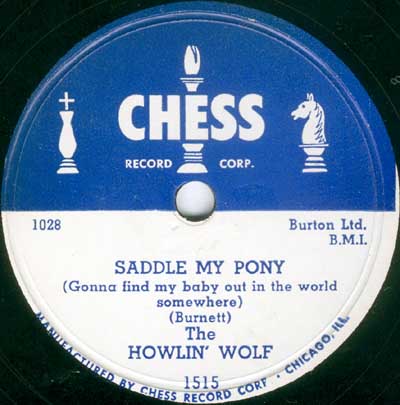 CHESS
RECORD CORP.
1028
Burton Ltd.
B.M.I.
SADDLE MY PONY
(Gonna find my baby out in the world
somewhere)
(Burnett)
The
HOWLIN' WOLF
1515
MANUFACTURED BY CHESS RECORD CORP · CHICAGO, ILL.